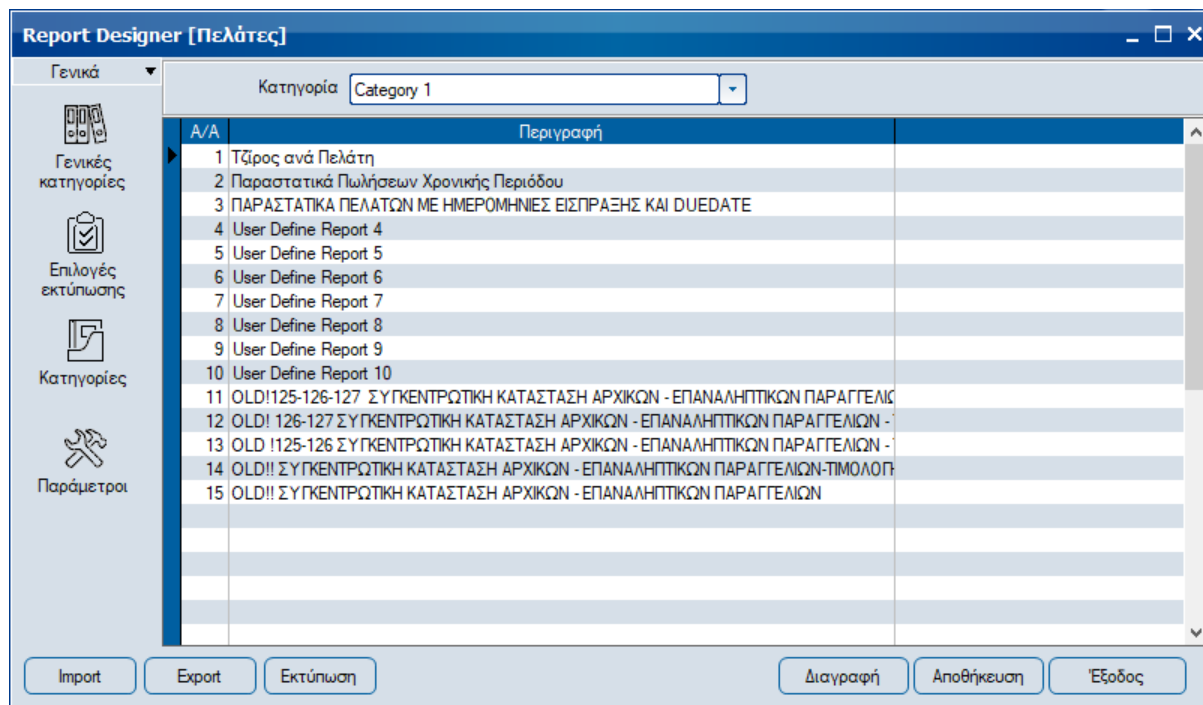 Report Designer [Πελάτες]
Γενικά
Κατηγορία Category 1
Γενικές
κατηγορίες
Επιλογές
εκτύπωσης
Κατηγορίες
Παράμετροι
Α/Α Περιγραφή
1 Τζίρος ανά Πελάτη
2 Παραστατικά Πωλήσεων Χρονικής Περιόδου
3 ΠΑΡΑΣΤΑΤΙΚΑ ΠΕΛΑΤΩΝ ΜΕ ΗΜΕΡΟΜΗΝΙΕΣ ΕΙΣΠΡΑΞΗΣ ΚΑΙ DUEDATE
4 User Define Report 4
5 User Define Report 5
6 User Define Report 6
7 User Define Report 7
8 User Define Report 8
9 User Define Report 9
10 User Define Report 10
11 OLD!125-126-127 ΣΥΓΚΕΝΤΡΩΤΙΚΗ ΚΑΤΑΣΤΑΣΗ ΑΡΧΙΚΩΝ - ΕΠΑΝΑΛΗΠΤΙΚΩΝ
12 OLD! 126-127 ΣΥΓΚΕΝΤΡΩΤΙΚΗ ΚΑΤΑΣΤΑΣΗ ΑΡΧΙΚΩΝ - ΕΠΑΝΑΛΗΠΤΙΚΩΝ ΠΑΡΑΓΓΕΛΙΩΝ -
13 OLD !125-126 ΣΥΓΚΕΝΤΡΩΤΙΚΗ ΚΑΤΑΣΤΑΣΗ ΑΡΧΙΚΩΝ - ΕΠΑΝΑΛΗΠΤΙΚΩΝ ΠΑΡΑΓΓΕΛΙΩΝ -
14 OLD!! ΣΥΓΚΕΝΤΡΩΤΙΚΗ ΚΑΤΑΣΤΑΣΗ ΑΡΧΙΚΩΝ - ΕΠΑΝΑΛΗΠΤΙΚΩΝ ΠΑΡΑΓΓΕΛΙΩΝ-
15 OLD!! ΣΥΓΚΕΝΤΡΩΤΙΚΗ ΚΑΤΑΣΤΑΣΗ ΑΡΧΙΚΩΝ - ΕΠΑΝΑΛΗΠΤΙΚΩΝ ΠΑΡΑΓΓΕΛΙΩΝ
Import Export Εκτύπωση Διαγραφή Αποθήκευση Έξοδος